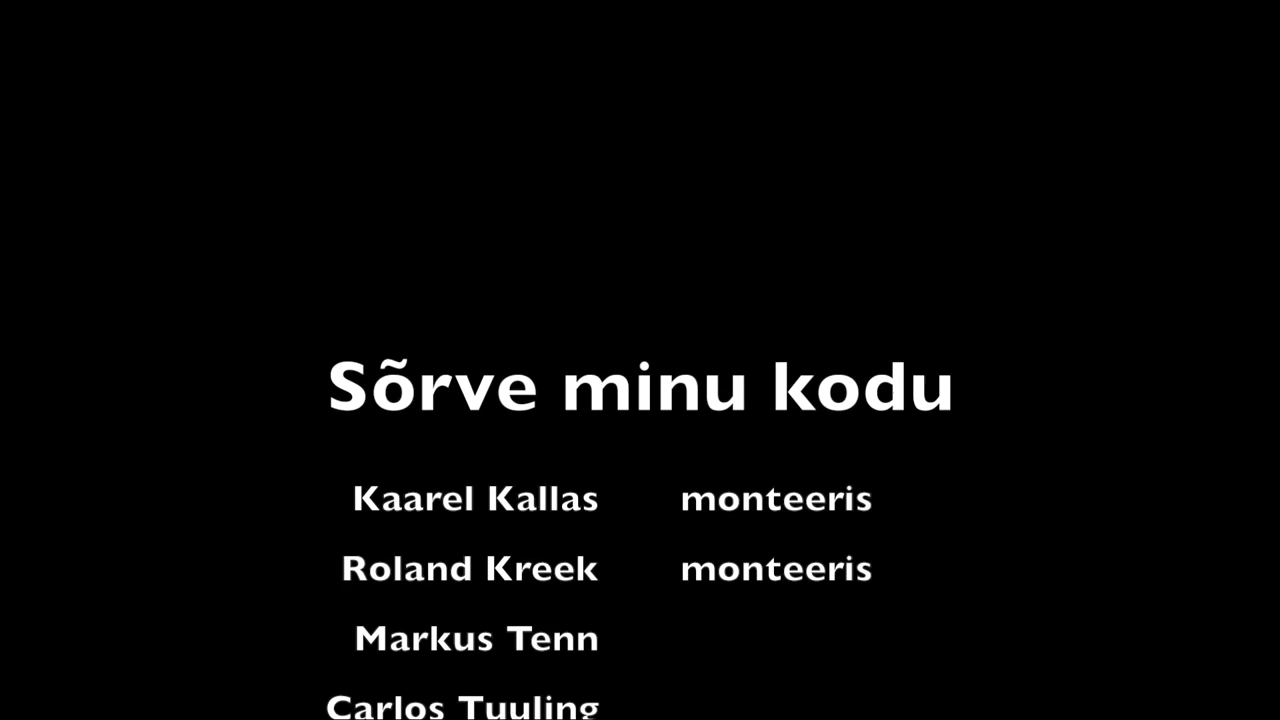 Sõrve minu kodu
Kaarel Kallas monteeris
Roland Kreek monteeris
Markus Tenn
Carlos Tuuling